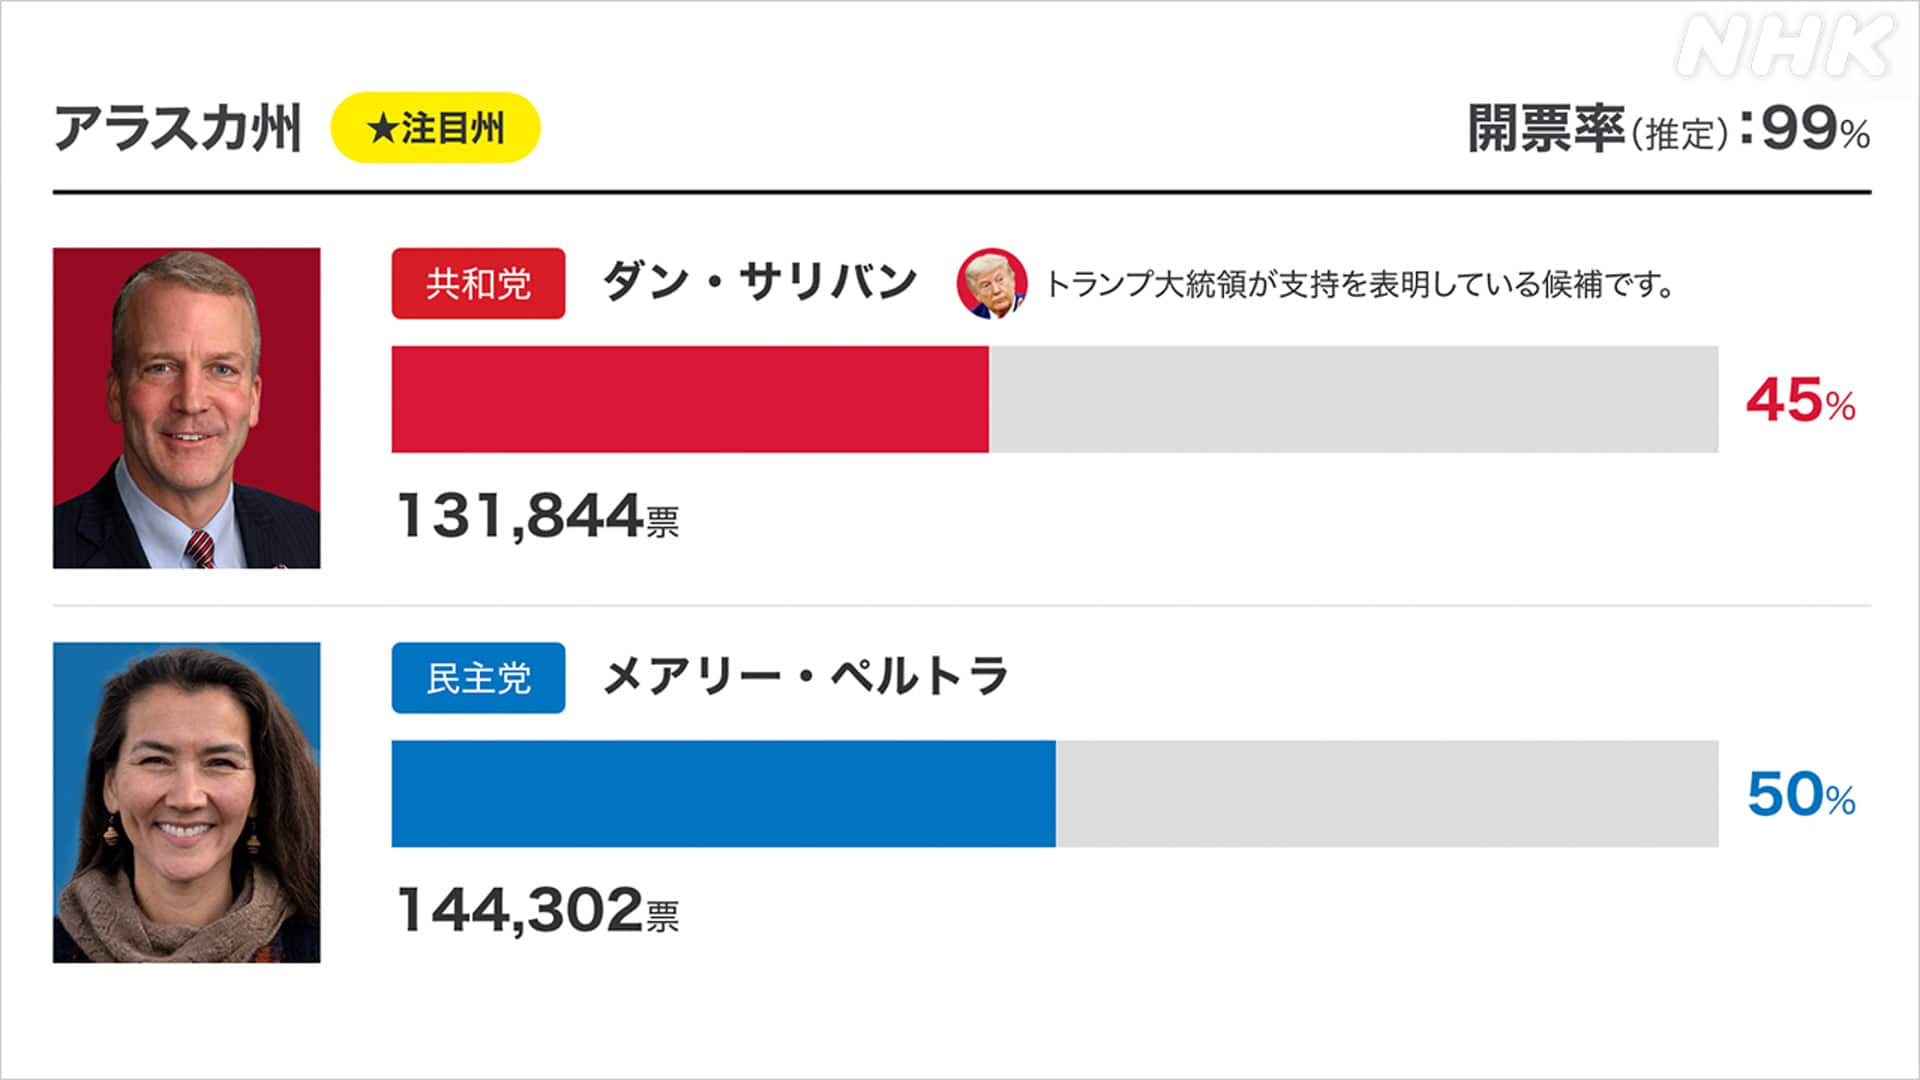 NHK
アラスカ州 ★注目州 開票率(推定):99%
共和党 ダン・サリバン トランプ大統領が支持を表明している候補です。
45%
131,844票
民主党 メアリー・ペルトラ
50%
144,302票